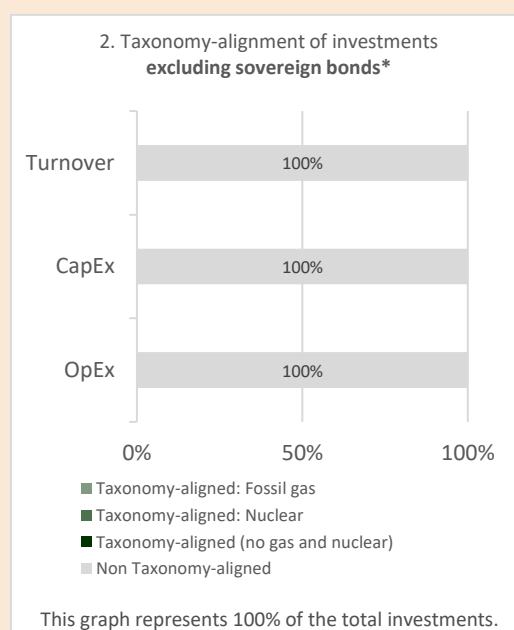 2. Taxonomy-alignment of investments
excluding sovereign bonds*
Turnover
100%
CapEx
100%
OpEx
100%
0%
50%
100%
Taxonomy-aligned: Fossil gas
Taxonomy-aligned: Nuclear
Taxonomy-aligned (no gas and nuclear)
Non Taxonomy-aligned
This graph represents 100% of the total investments.